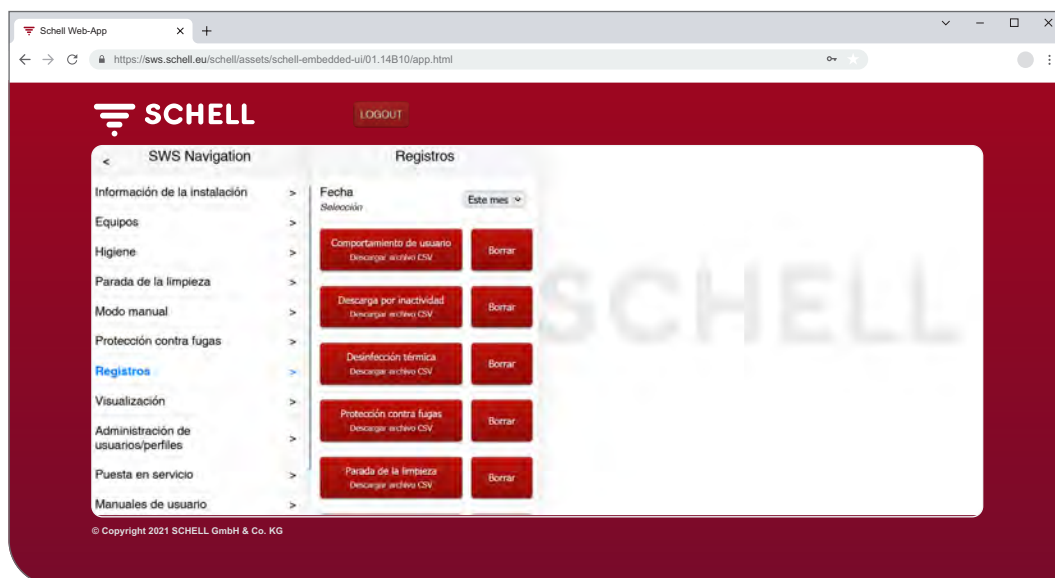 Schell Web-App
https://sws.schell.eu/schell/assets/schell-embedded-ui/01.14B10/app.html
SCHELL
LOGOUT
< SWS Navigation
Registros
Información de la instalación >
Equipos >
Higiene >
Parada de la limpieza >
Modo manual >
Protección contra fugas >
Registros >
Visualización >
Administración de
usuarios/perfiles >
Puesta en servicio >
Manuales de usuario >
Fecha
Selección
Este mes
Comportamiento de usuario
Descargar archivo CSV
Borrar
Descarga por inactividad
Descargar archivo CSV
Borrar
Desinfección térmica
Descargar archivo CSV
Borrar
Protección contra fugas
Descargar archivo CSV
Borrar
Parada de la limpieza
Descargar archivo CSV
Borrar
SCHELL
© Copyright 2021 SCHELL GmbH & Co. KG